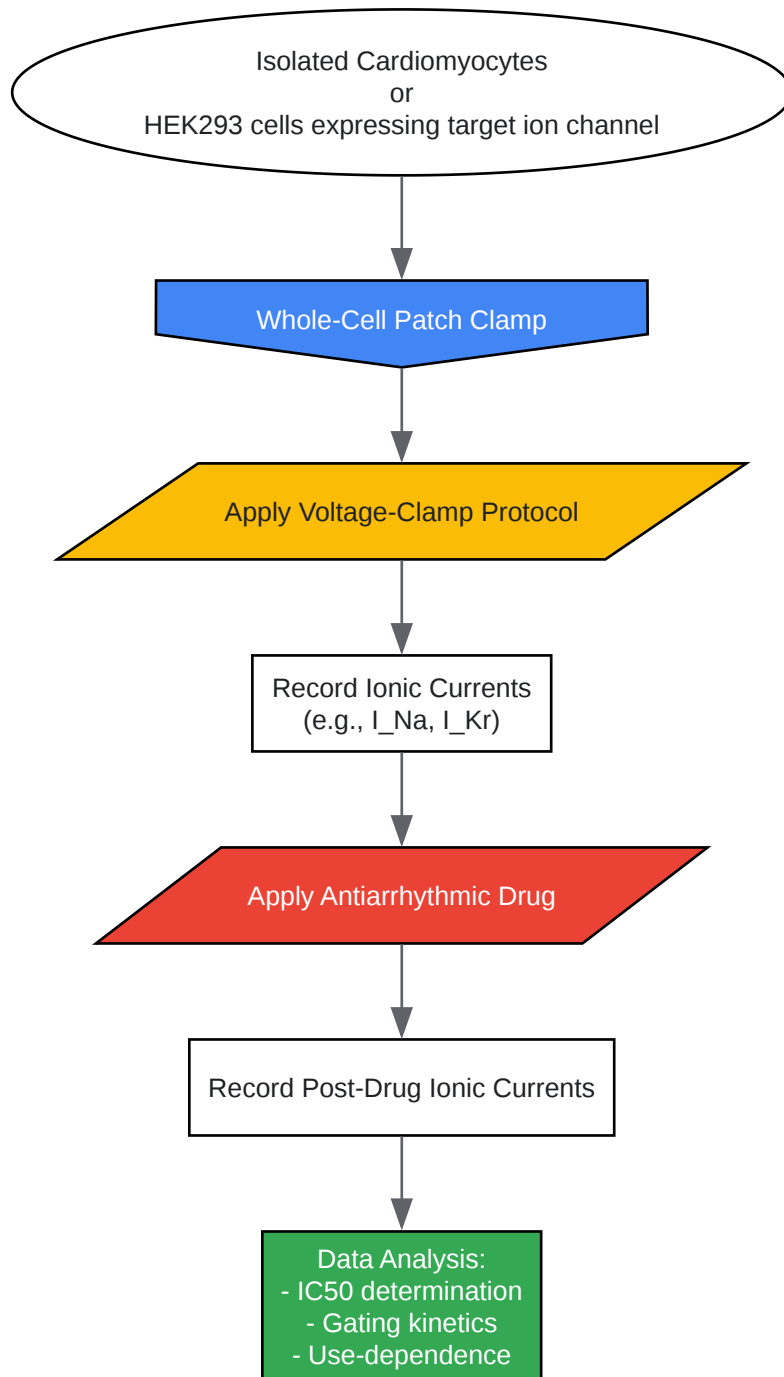 Isolated Cardiomyocytes
or
HEK293 cells expressing target ion channel
Whole-Cell Patch Clamp
Apply Voltage-Clamp Protocol
Record Ionic Currents
(e.g., I_Na, I_Kr)
Apply Antiarrhythmic Drug
Record Post-Drug Ionic Currents
Data Analysis:
- IC50 determination
- Gating kinetics
- Use-dependence